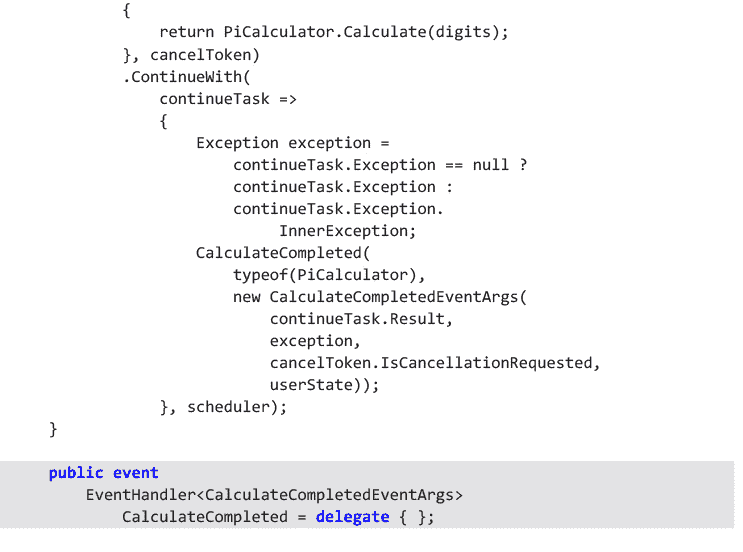 {
return PiCalculator.Calculate(digits);
}, cancelToken)
.ContinueWith(
continueTask =>
{
Exception exception =
continueTask.Exception == null ?
continueTask.Exception :
continueTask.Exception.
InnerException;
CalculateCompleted(
typeof(PiCalculator),
new CalculateCompletedEventArgs(
continueTask.Result,
exception,
cancelToken.IsCancellationRequested,
userState));
}, scheduler);
}
public event
EventHandler<CalculateCompletedEventArgs>
CalculateCompleted = delegate { };